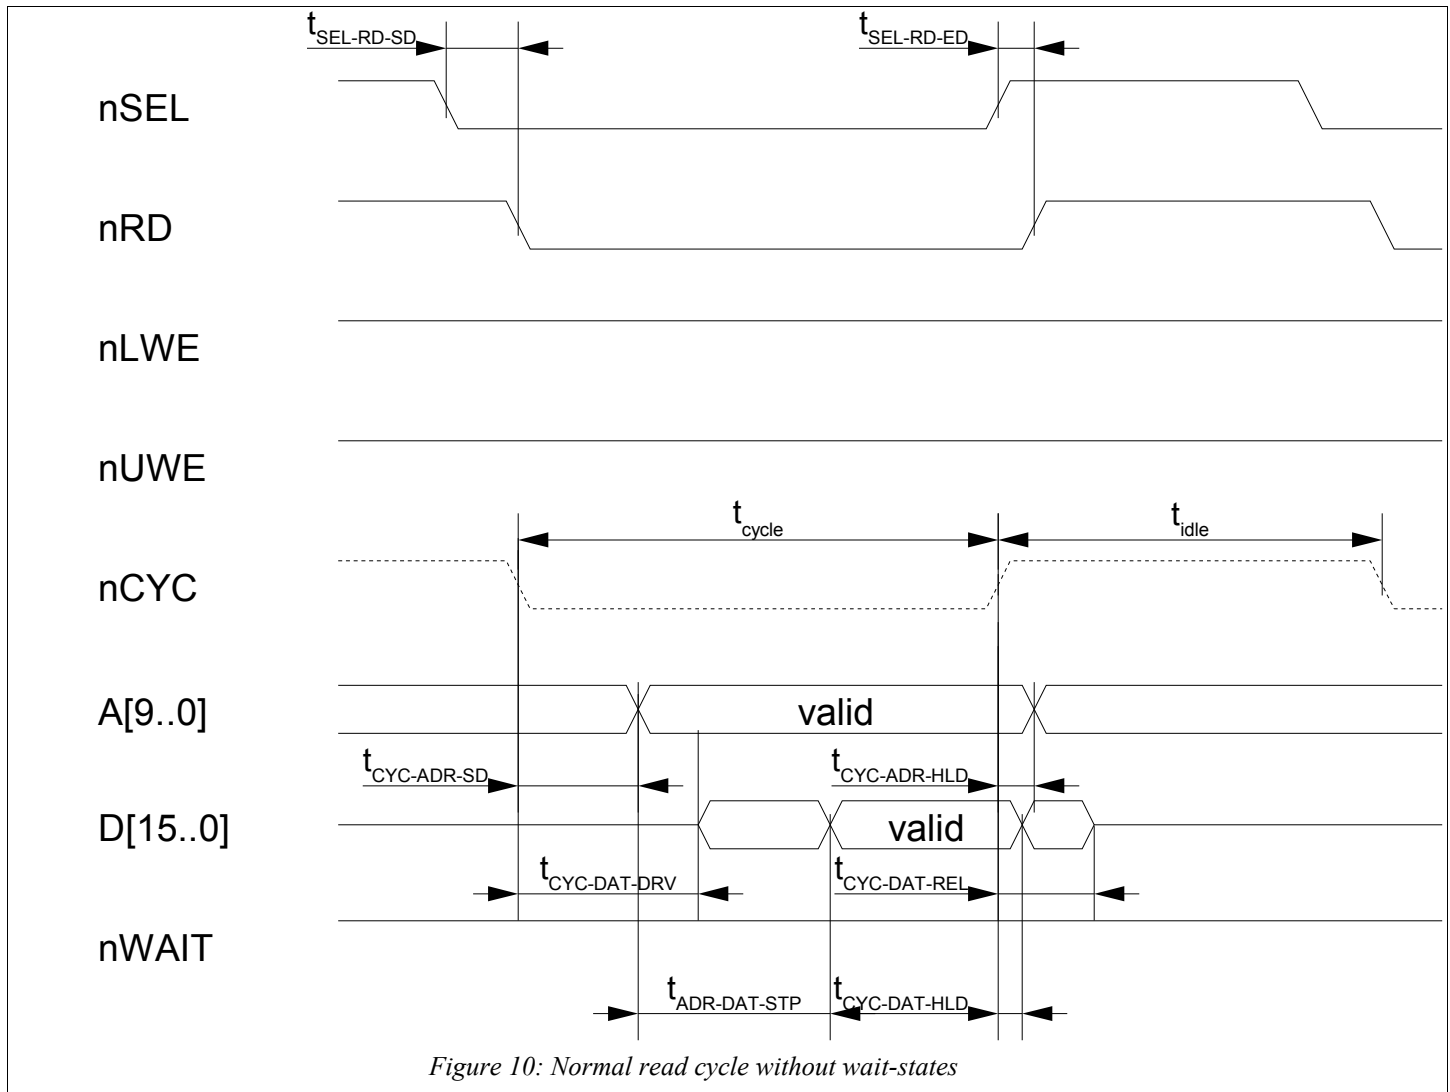 tSEL-RD-SD tSEL-RD-ED
nSEL
nRD
nLWE
nUWE
tcycle tidle
nCYC
A[9..0] valid
tCYC-ADR-SD tCYC-ADR-HLD
D[15..0] valid
tCYC-DAT-DRV tCYC-DAT-REL
nWAIT
tADR-DAT-STP tCYC-DAT-HLD
Figure 10: Normal read cycle without wait-states